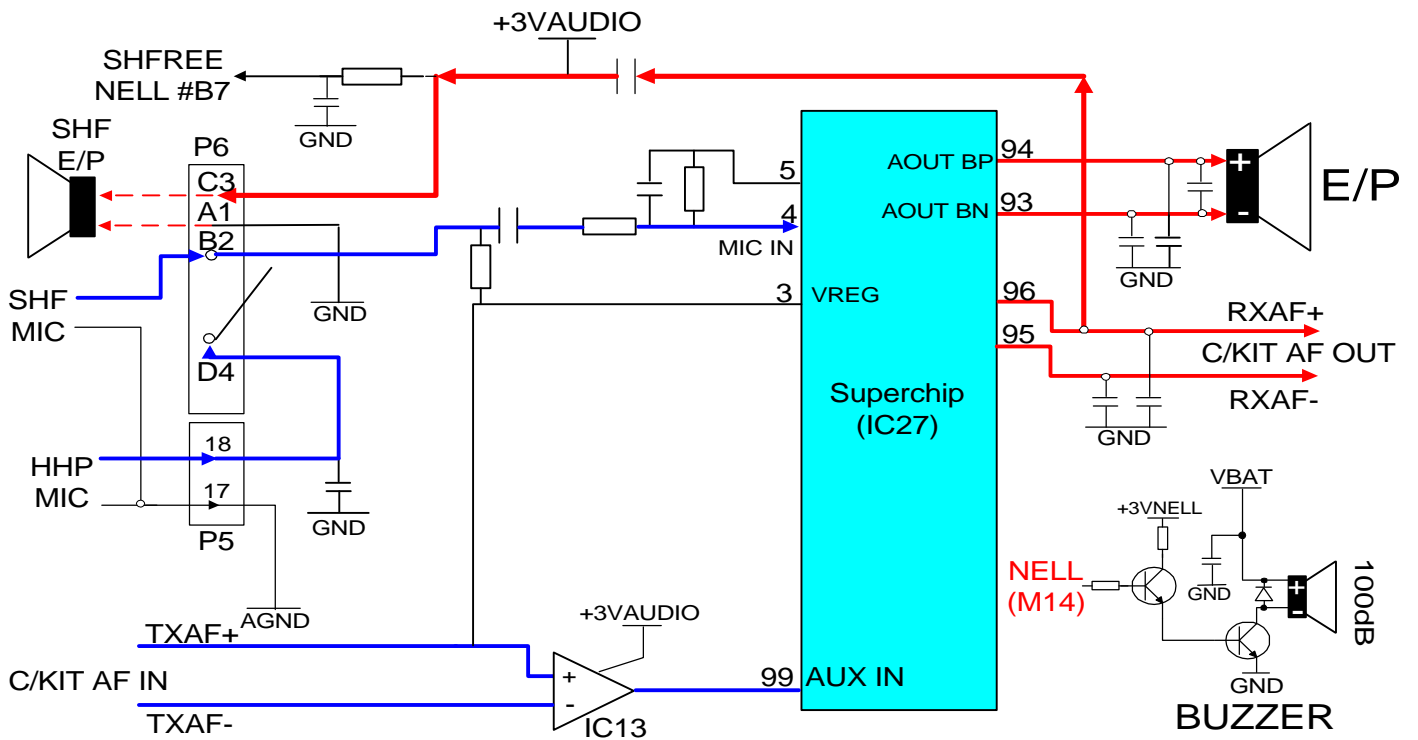 +3VAUDIO
SHFREE
NELL #B7
GND
SHF
E/P
P6
C3
A1
B2
D4
SHF
MIC
GND
HHP
MIC
18
17
P5
GND
AGND
5
4
MIC IN
3
VREG
AOUT BP
94
AOUT BN
93
96
95
Superchip
(IC27)
+
-
E/P
GND
RXAF+
C/KIT AF OUT
RXAF-
GND
TXAF+
C/KIT AF IN
TXAF-
+3VAUDIO
+
-
IC13
99
AUX IN
VBAT
+3VNELL
NELL
(M14)
GND
+
-
100dB
GND
BUZZER